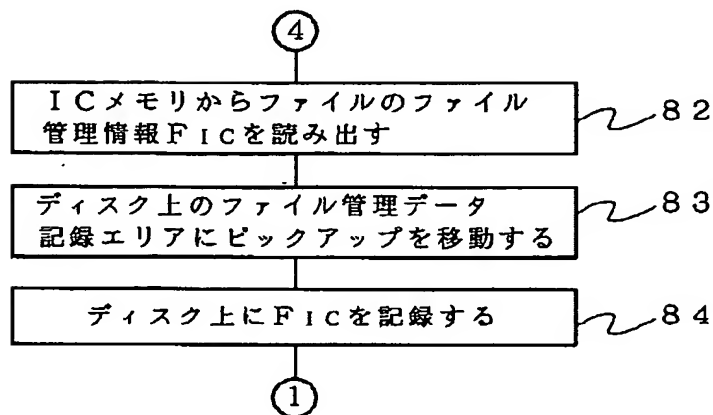 ④
ICメモリからファイルのファイル
管理情報FICを読み出す
82
ディスク上のファイル管理データ
記録エリアにピックアップを移動する
83
ディスク上にFICを記録する
84
①